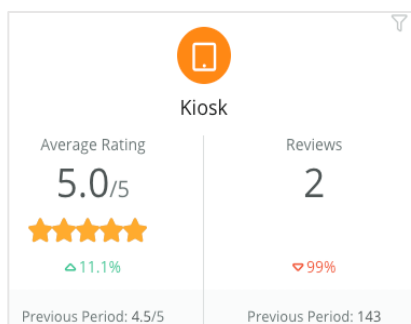 Kiosk
Average Rating
5.0/5
11.1%
Previous Period: 4.5/5
Reviews
2
99%
Previous Period: 143